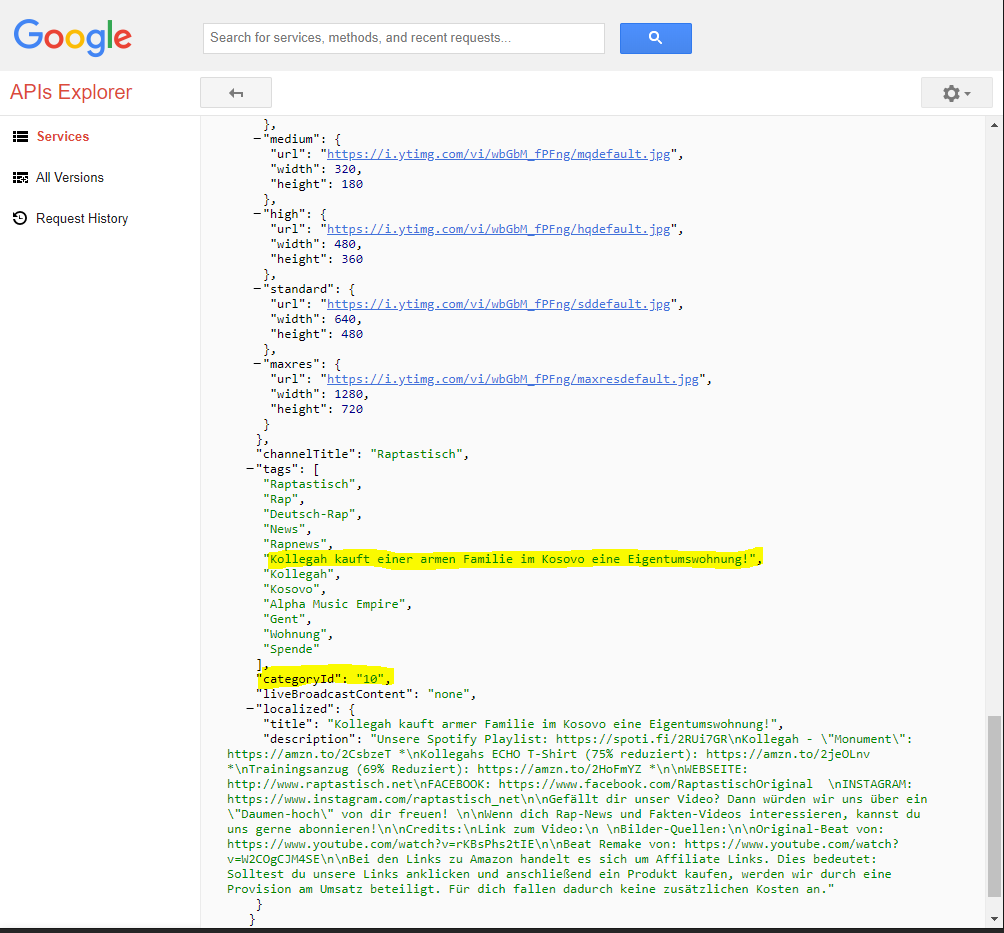 Google
Search for services, methods, and recent requests...
APIs Explorer
Services
All Versions
Request History
},
"medium": {
"url": "https://i.ytimg.com/vi/wbGbM_fPFng/mqdefault.jpg",
"width": 320,
"height": 180
},
"high": {
"url": "https://i.ytimg.com/vi/wbGbM_fPFng/hqdefault.jpg",
"width": 480,
"height": 360
},
"standard": {
"url": "https://i.ytimg.com/vi/wbGbM_fPFng/sddefault.jpg",
"width": 640,
"height": 480
},
"maxres": {
"url": "https://i.ytimg.com/vi/wbGbM_fPFng/maxresdefault.jpg",
"width": 1280,
"height": 720
}
},
"channelTitle": "Raptastisch",
"tags": [
"Raptastisch",
"Rap",
"Deutsch-Rap",
"News",
"Rapnews",
"Kollegah kauft einer armen Familie im Kosovo eine Eigentumswohnung!",
"Kollegah",
"Kosovo",
"Alpha Music Empire",
"Gent",
"Wohnung",
"Spende"
],
"categoryId": "10",
"liveBroadcastContent": "none",
"localized": {
"title": "Kollegah kauft armer Familie im Kosovo eine Eigentumswohnung!",
"description": "Unsere Spotify Playlist: https://spoti.fi/2RUi7GR\nKollegah - \"Monument\":
https://amzn.to/2CsbzeT *\nKollegahs ECHO T-Shirt (75% reduziert): https://amzn.to/2jeOLnv
*\nTrainingsanzug (69% Reduziert): https://amzn.to/2HoFmYZ *\n\nWEBSEITE:
http://www.raptastisch.net\nFACEBOOK: https://www.facebook.com/RaptastischOriginal \nINSTAGRAM:
https://www.instagram.com/raptastisch_net\n\nGefällt dir unser Video? Dann würden wir uns über ein
\"Daumen-hoch\" von dir freuen! \n\nWenn dich Rap-News und Fakten-Videos interessieren, kannst du
uns gerne abonnieren!\n\nCredits:\nLink zum Video:\n \nBilder-Quellen:\n\nOriginal-Beat von:
https://www.youtube.com/watch?v=rKBsPhs2tIE\n\nBeat Remake von: https://www.youtube.com/watch?
v=W2COgCJM4SE\n\nBei den Links zu Amazon handelt es sich um Affiliate Links. Dies bedeutet:
Solltest du unsere Links anklicken und anschließend ein Produkt kaufen, werden wir durch eine
Provision am Umsatz beteiligt. Für dich fallen dadurch keine zusätzlichen Kosten an."
}
}